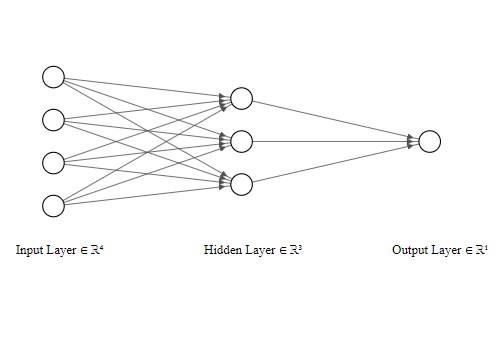 Input Layer ∈ ℝ⁴
Hidden Layer ∈ ℝ³
Output Layer ∈ ℝ¹